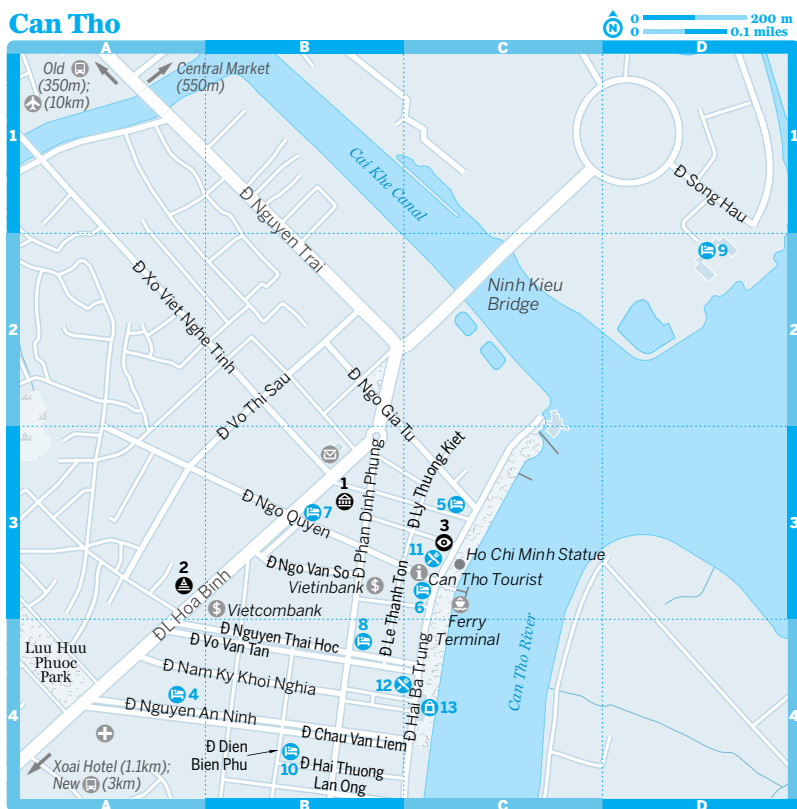 Can Tho
0 200 m
0 0.1 miles
N
A B C D
Old
(350m);
(10km)
Central Market
(550m)
1
1
Cai Khe Canal
Đ Song Hau
Đ Nguyen Trai
9
Đ Xo Viet Nghe Tinh
Ninh Kieu
Bridge
2
2
Đ Vo Thi Sau
Đ Ngo Gia Tu
Đ Ly Thuong Kiet
Đ Phan Dinh Phung
1
7
5
Đ Ngo Quyen
3
3
3
11
Ho Chi Minh Statue
Đ Ngo Van So
Vietinbank $
i Can Tho Tourist
2
6
ĐL Hoa Binh
$ Vietcombank
Đ Le Thanh Ton
Ferry
Terminal
8
Đ Nguyen Thai Hoc
Đ Vo Van Tan
Luu Huu
Phuoc
Park
Đ Nam Ky Khoi Nghia
Đ Hai Ba Trung
Can Tho River
12
4
13
4
4
Đ Nguyen An Ninh
Đ Chau Van Liem
Đ Dien
Bien Phu
10
Đ Hai Thuong
Lan Ong
Xoai Hotel (1.1km);
New (3km)
A B C D